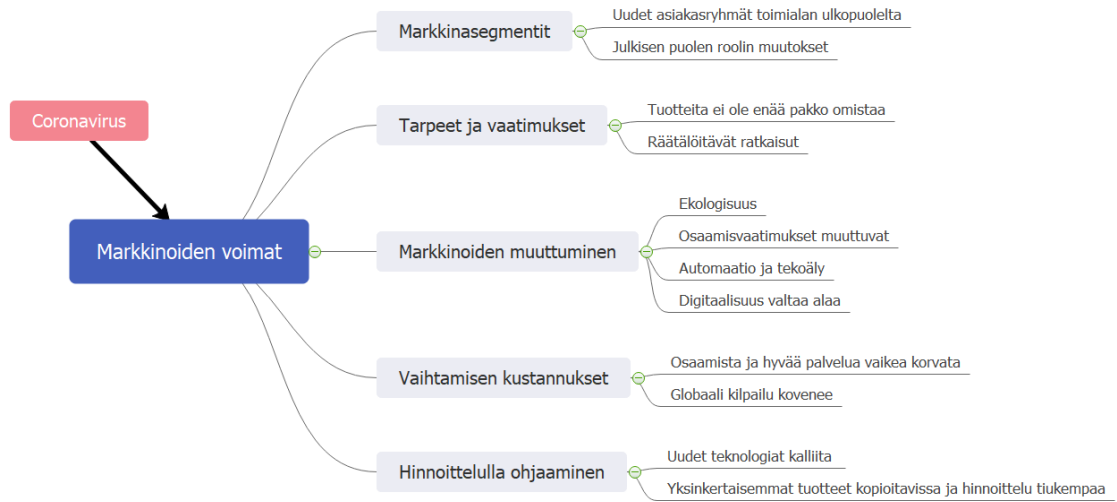 Coronavirus
Markkinoiden voimat
Markkinasegmentit
Uudet asiakasryhmät toimialan ulkopuolelta
Julkisen puolen roolin muutokset
Tarpeet ja vaatimukset
Tuotteita ei ole enää pakko omistaa
Räätälöitävät ratkaisut
Markkinoiden muuttuminen
Ekologisuus
Osaamisvaatimukset muuttuvat
Automaatio ja tekoäly
Digitaalisuus valtaa alaa
Vaihtamisen kustannukset
Osaamista ja hyvää palvelua vaikea korvata
Globaali kilpailu kovenee
Hinnoittelulla ohjaaminen
Uudet teknologiat kalliita
Yksinkertaisemmat tuotteet kopioitavissa ja hinnoittelu tiukempaa